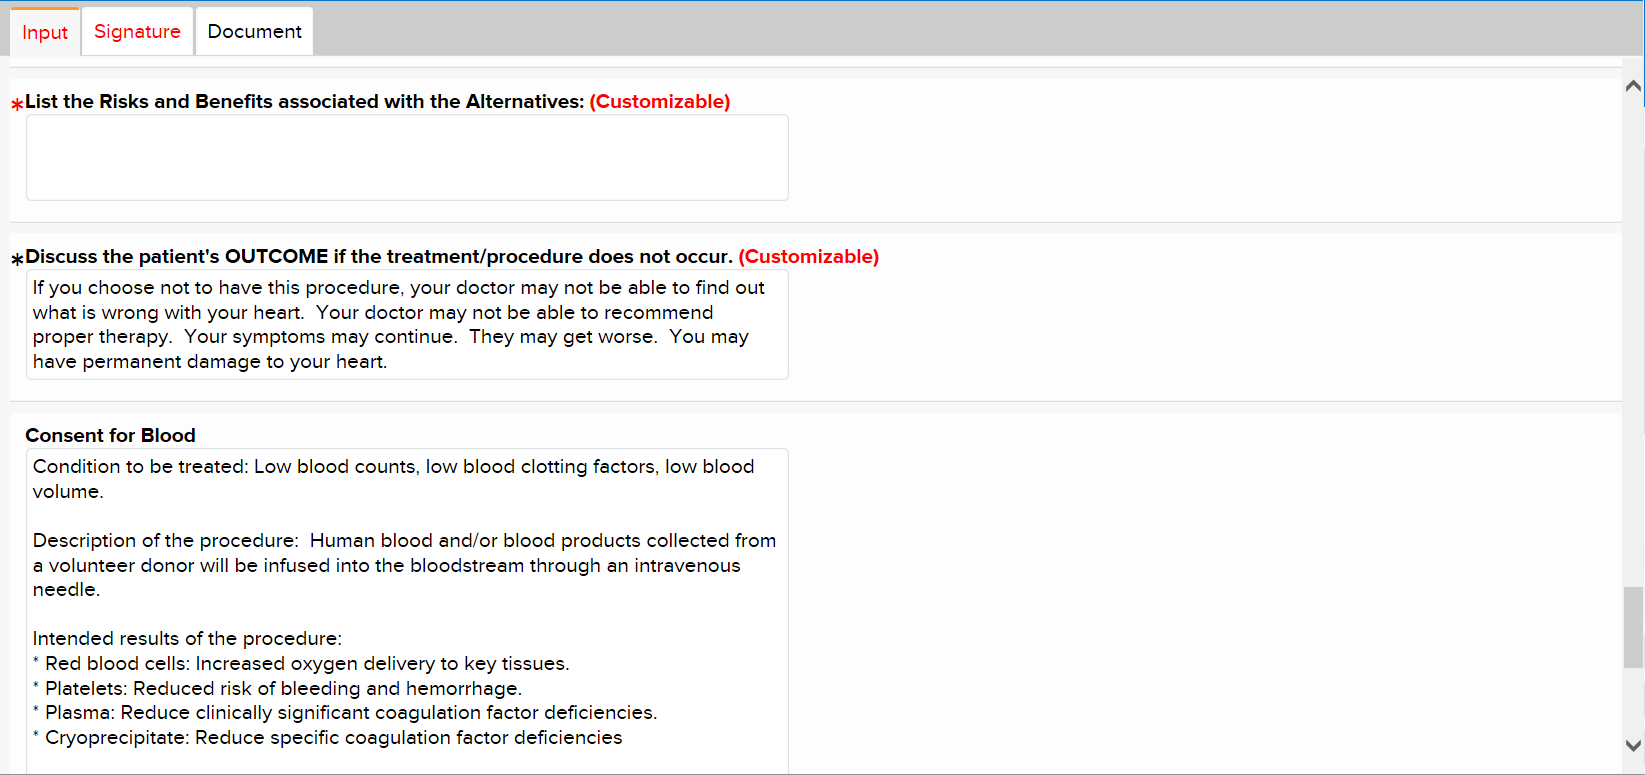 Input Signature Document
*List the Risks and Benefits associated with the Alternatives: (Customizable)
*Discuss the patient's OUTCOME if the treatment/procedure does not occur. (Customizable)
If you choose not to have this procedure, your doctor may not be able to find out
what is wrong with your heart.  Your doctor may not be able to recommend
proper therapy.  Your symptoms may continue.  They may get worse.  You may
have permanent damage to your heart.
Consent for Blood
Condition to be treated: Low blood counts, low blood clotting factors, low blood
volume.
Description of the procedure:  Human blood and/or blood products collected from
a volunteer donor will be infused into the bloodstream through an intravenous
needle.
Intended results of the procedure:
* Red blood cells: Increased oxygen delivery to key tissues.
* Platelets: Reduced risk of bleeding and hemorrhage.
* Plasma: Reduce clinically significant coagulation factor deficiencies.
* Cryoprecipitate: Reduce specific coagulation factor deficiencies